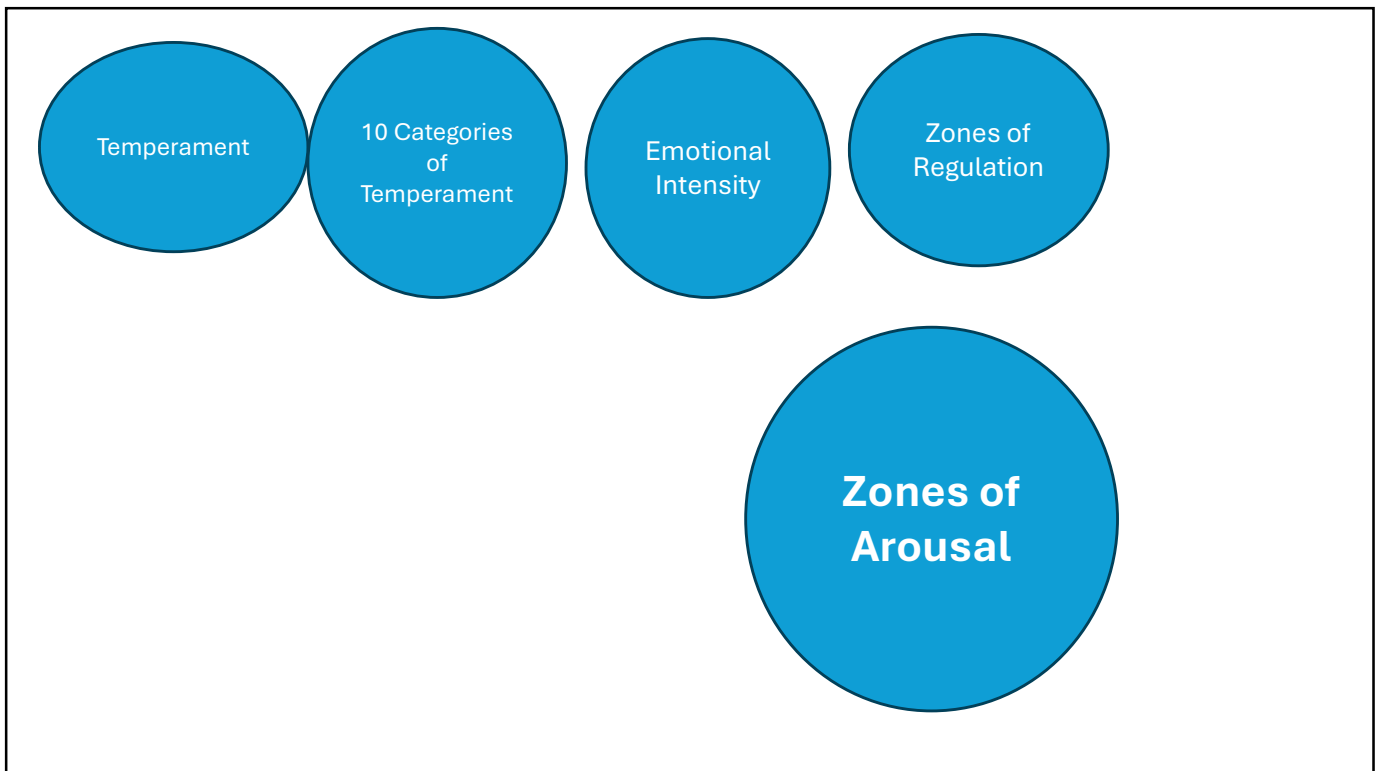 Temperament
10 Categories
of
Temperament
Emotional
Intensity
Zones of
Regulation
Zones of
Arousal